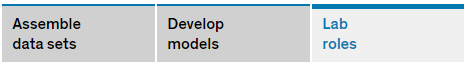 Assemble
data sets
Develop
models
Lab
roles